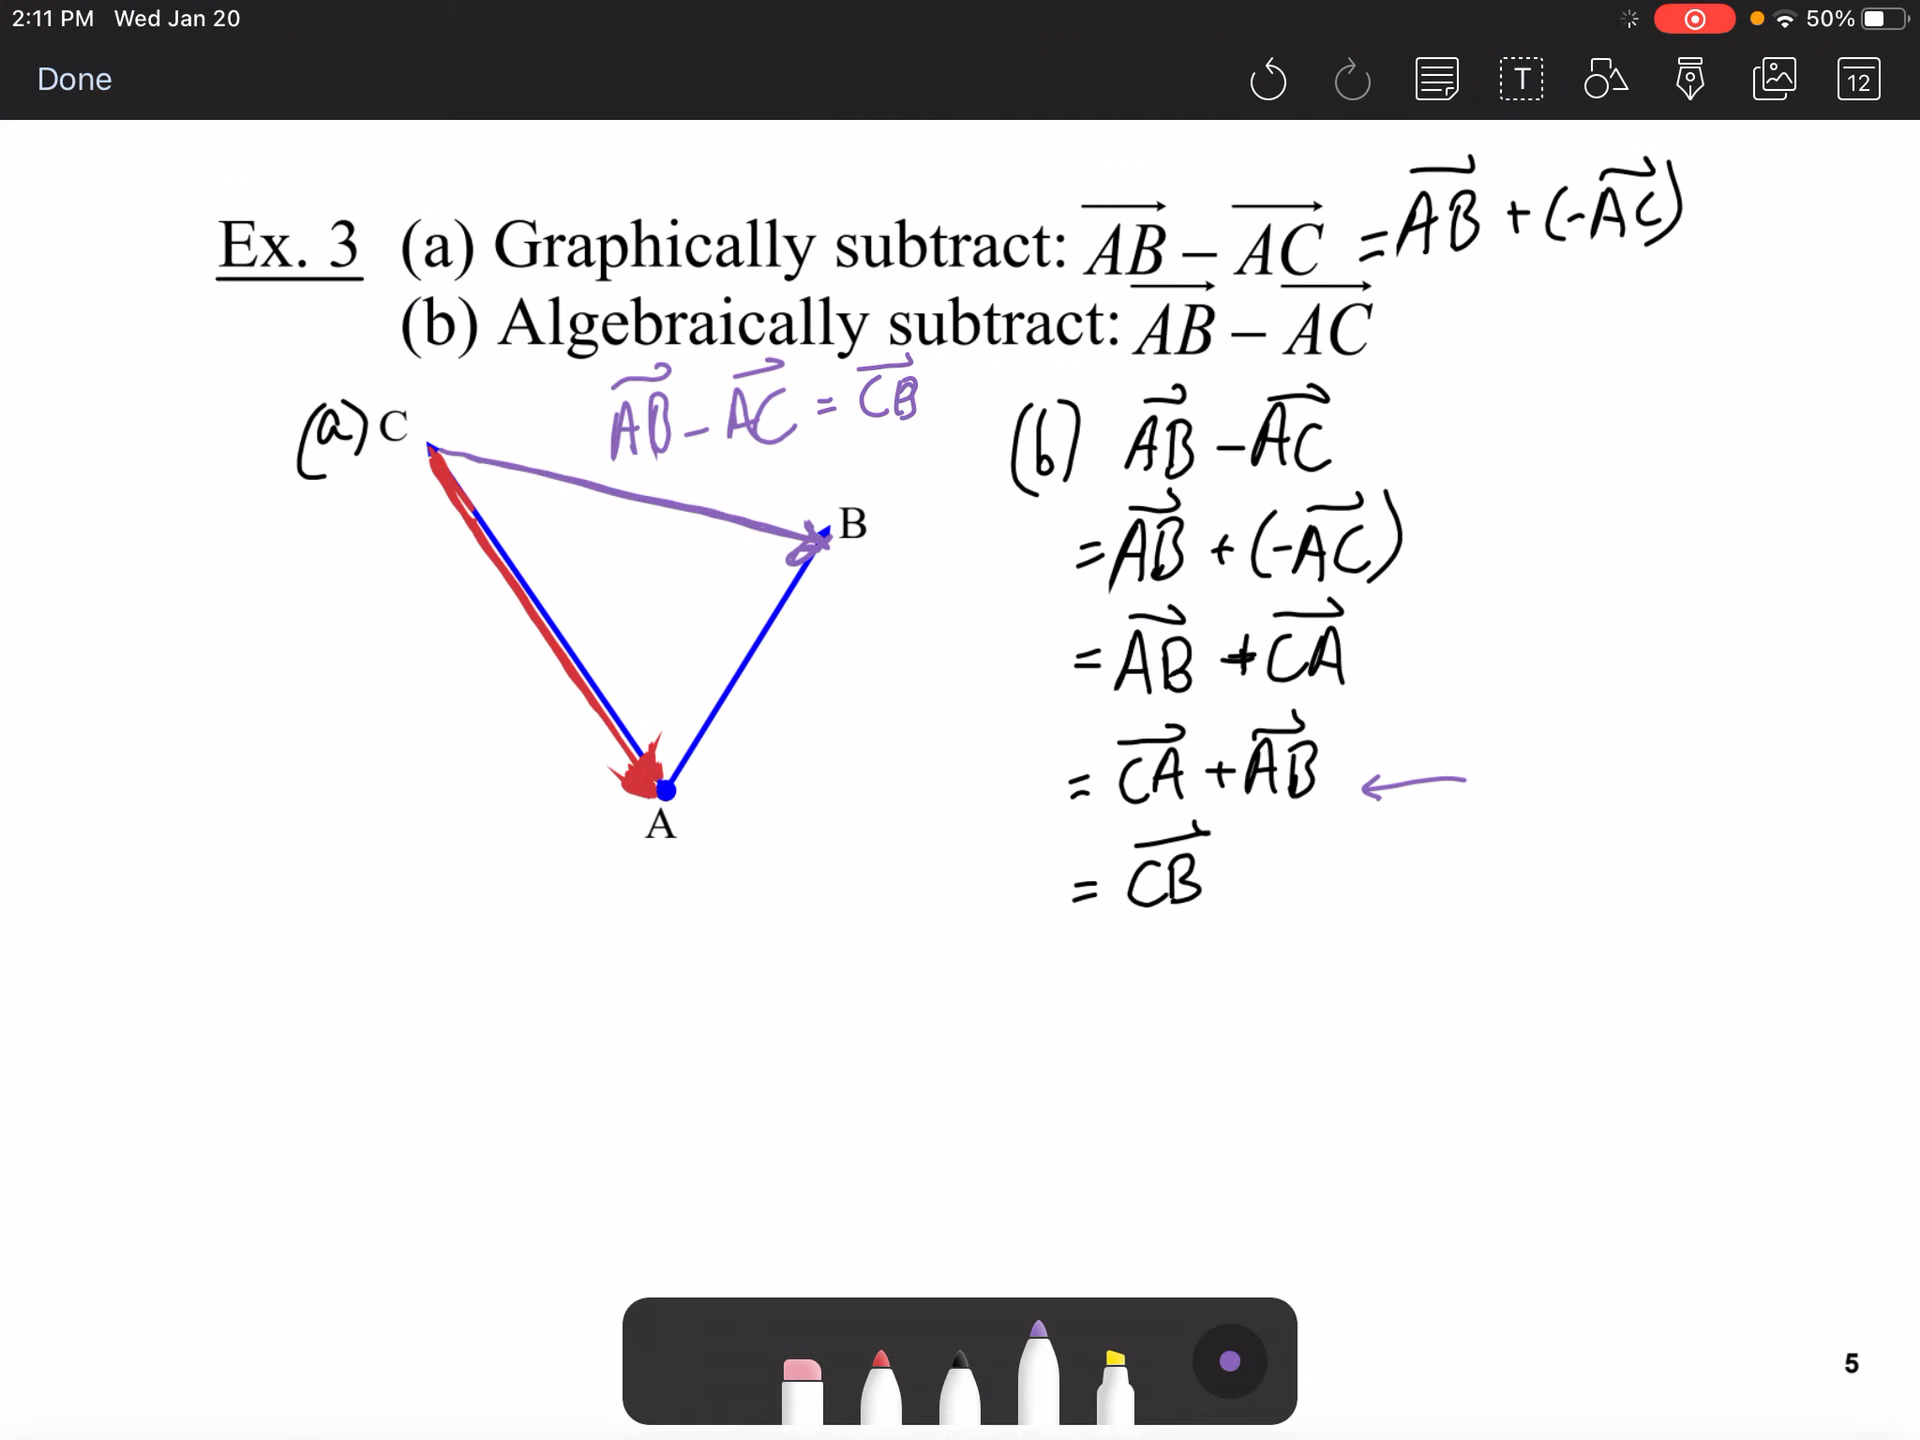 2:11 PM Wed Jan 20
50%
Done
T
12
Ex. 3 (a) Graphically subtract: AB⃗ – AC⃗ = AB⃗ + (-AC⃗)
(b) Algebraically subtract: AB⃗ – AC⃗
AB⃗ - AC⃗ = CB⃗
(a) C
B
A
(b) AB⃗ - AC⃗
= AB⃗ + (-AC⃗)
= AB⃗ + CA⃗
= CA⃗ + AB⃗
= CB⃗
5